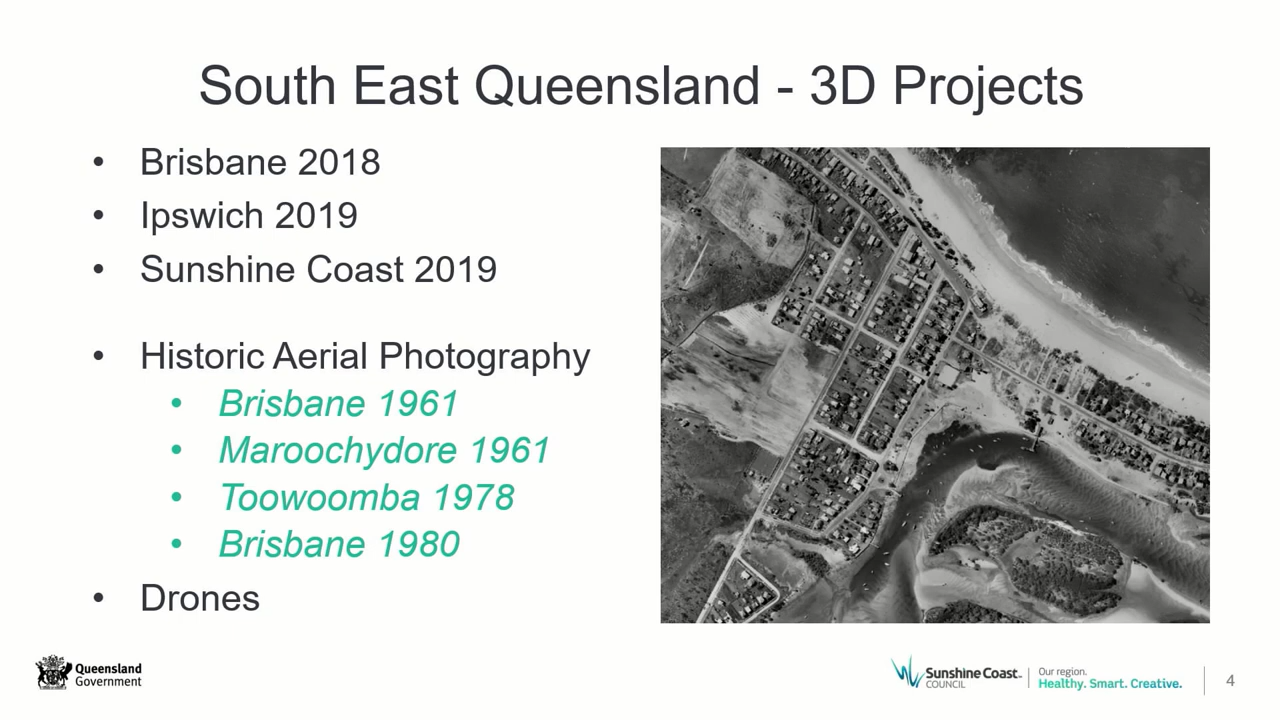 South East Queensland - 3D Projects
• Brisbane 2018
• Ipswich 2019
• Sunshine Coast 2019
• Historic Aerial Photography
• Brisbane 1961
• Maroochydore 1961
• Toowoomba 1978
• Brisbane 1980
• Drones
Queensland
Government
Sunshine Coast™
COUNCIL
Our region.
Healthy. Smart. Creative.
4